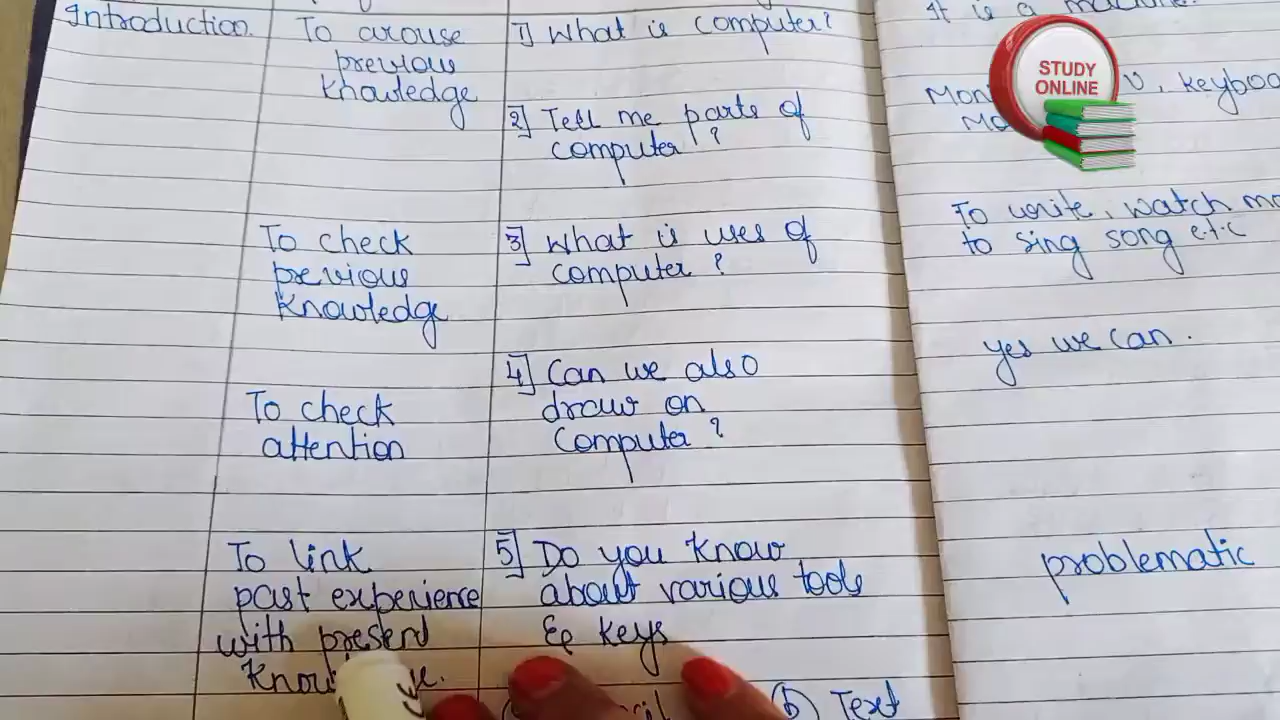 Introduction.
To arouse
previous
knowledge
1] What is computer?
It is a machine.
2] Tell me parts of
computer?
STUDY
ONLINE
To check
previous
knowledge
3] What is uses of
computer?
To write, watch
to sing song e.t.c
To check
attention
4] Can we also
draw on
computer?
yes we can.
To link
past experience
with present
5] Do you know
about various tools
& keys
problematic
(b) Text